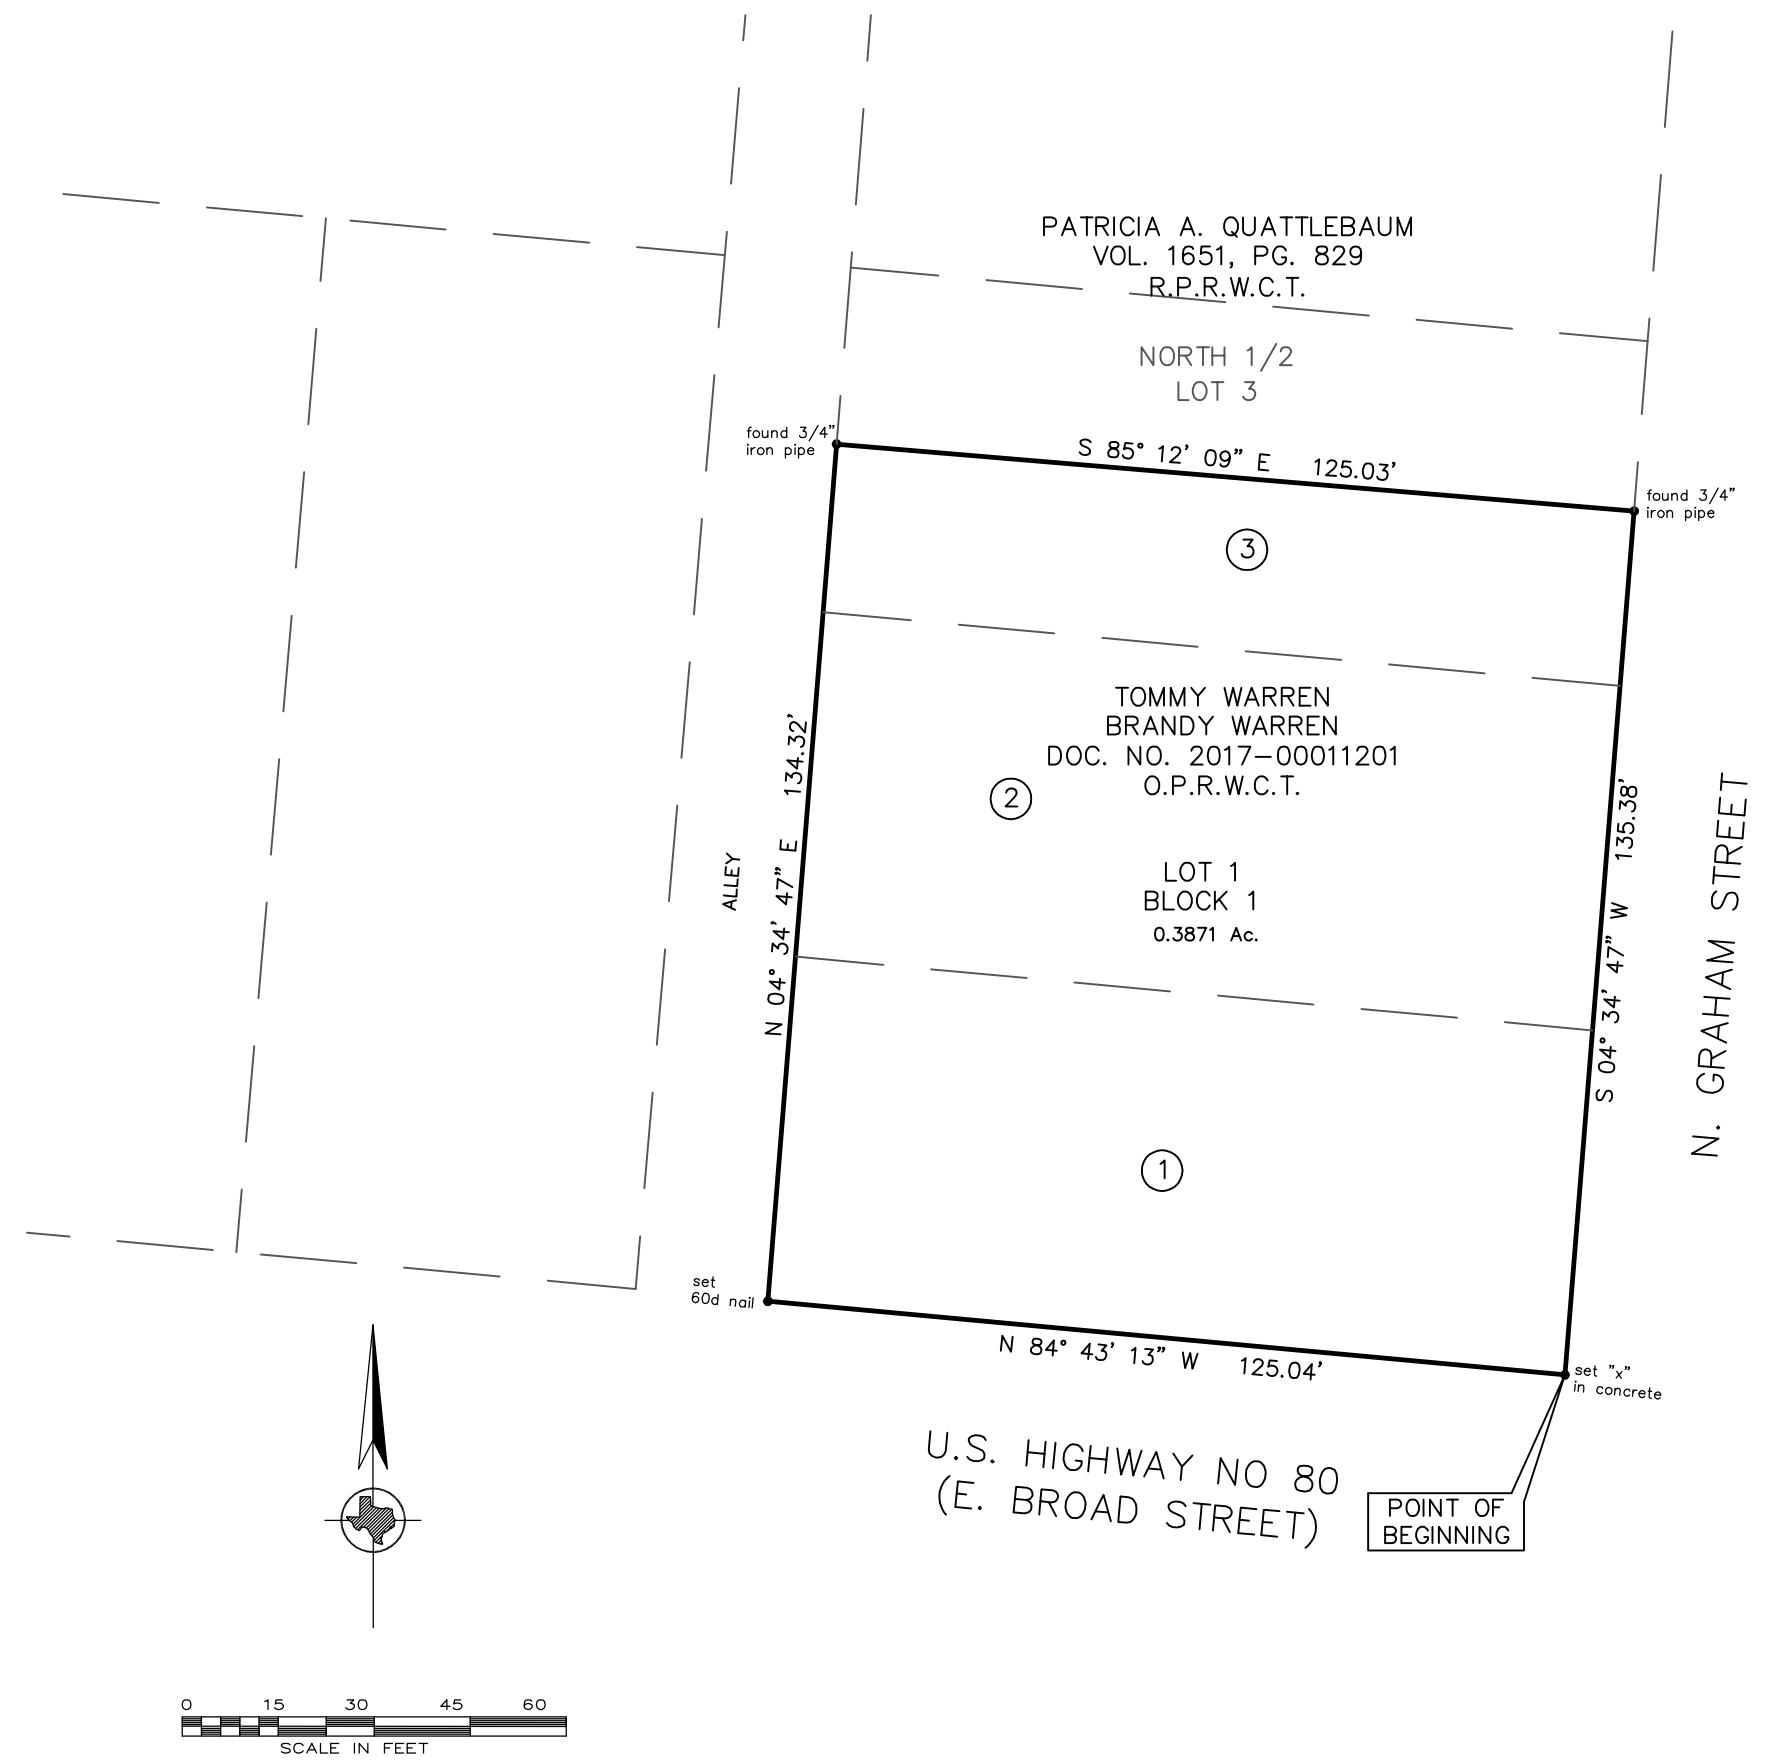 PATRICIA A. QUATTLEBAUM
VOL. 1651, PG. 829
R.P.R.W.C.T.
NORTH 1/2
LOT 3
found 3/4"
iron pipe
S 85° 12' 09" E 125.03'
found 3/4"
iron pipe
3
TOMMY WARREN
BRANDY WARREN
DOC. NO. 2017-00011201
O.P.R.W.C.T.
2
LOT 1
BLOCK 1
0.3871 Ac.
ALLEY
N 04° 34' 47" E 134.32'
S 04° 34' 47" W 135.38'
N. GRAHAM STREET
1
set
60d nail
N 84° 43' 13" W 125.04'
set "x"
in concrete
U.S. HIGHWAY NO 80
(E. BROAD STREET)
POINT OF
BEGINNING
0 15 30 45 60
SCALE IN FEET